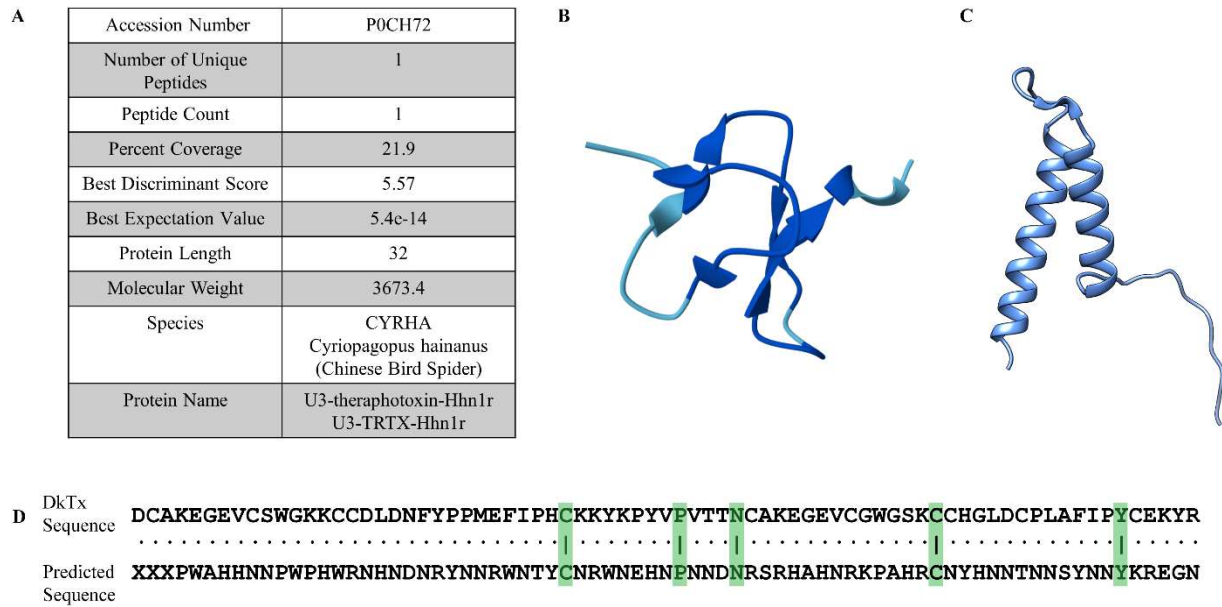 A
Accession Number P0CH72
Number of Unique
Peptides
1
Peptide Count 1
Percent Coverage 21.9
Best Discriminant Score 5.57
Best Expectation Value 5.4e-14
Protein Length 32
Molecular Weight 3673.4
Species
CYRHA
Cyriopagopus hainanus
(Chinese Bird Spider)
Protein Name
U3-theraphotoxin-Hhn1r
U3-TRTX-Hhn1r
B
C
D
DkTx
Sequence
DCAKEGEVCSWGKKCCDLDNFYPPMEFIPHCKKYKPYVPVTTNCAKEGEVCGWGSKCCHGLDCPLAFIPYCEKYR
Predicted
Sequence
XXXPWAHHNNPWPHWRNHNDNRYNNRWNTYCNRWNEHNPNNDNRSRHAHNRKPAHRCNYHNNTNNSYNNYKREGN